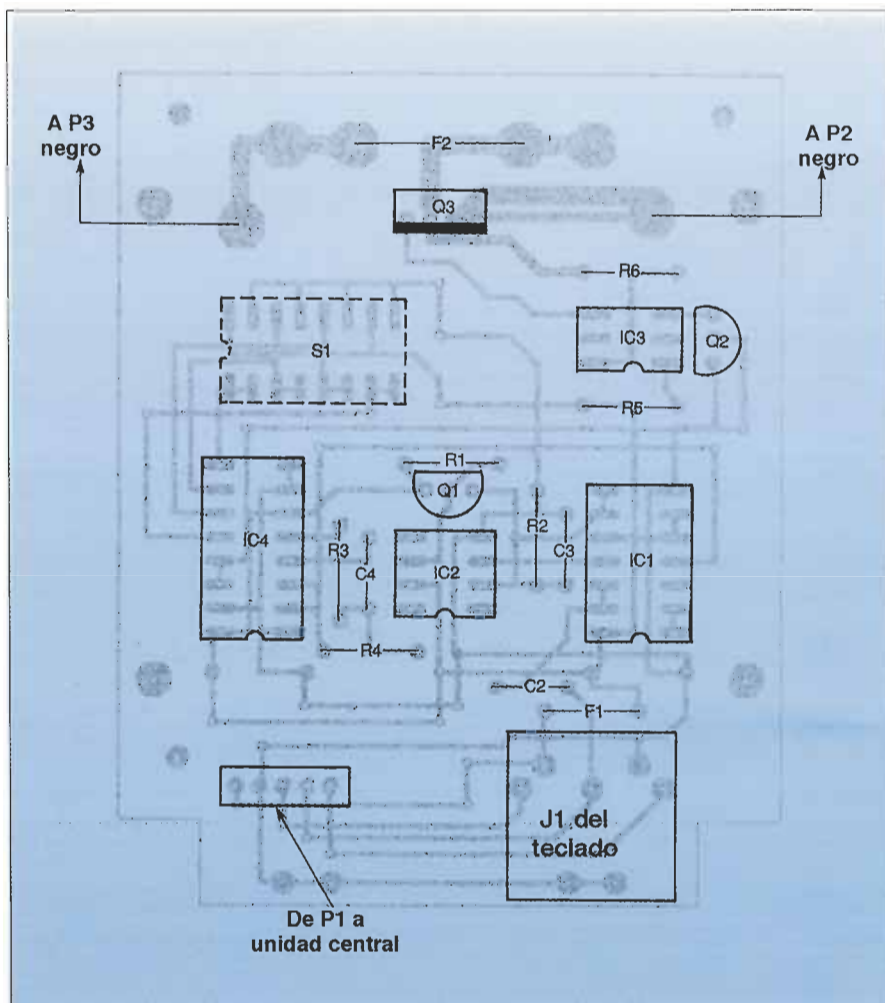 A P3
negro
F2
A P2
negro
Q3
R6
S1
IC3
Q2
R5
R1
Q1
IC4
R3
C4
IC2
R2
C3
IC1
R4
C2
F1
J1 del
teclado
De P1 a
unidad central